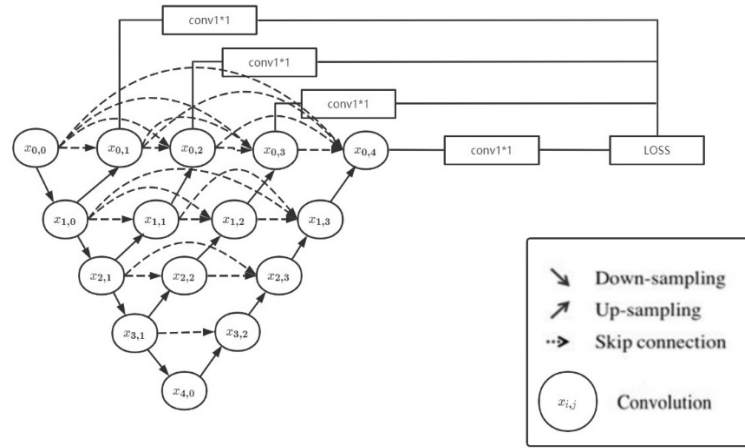 conv1*1
conv1*1
conv1*1
x0,0 x0,1 x0,2 x0,3 x0,4 conv1*1 LOSS
x1,0 x1,1 x1,2 x1,3
x2,1 x2,2 x2,3
x3,1 x3,2
x4,0
Down-sampling
Up-sampling
Skip connection
xi,j Convolution